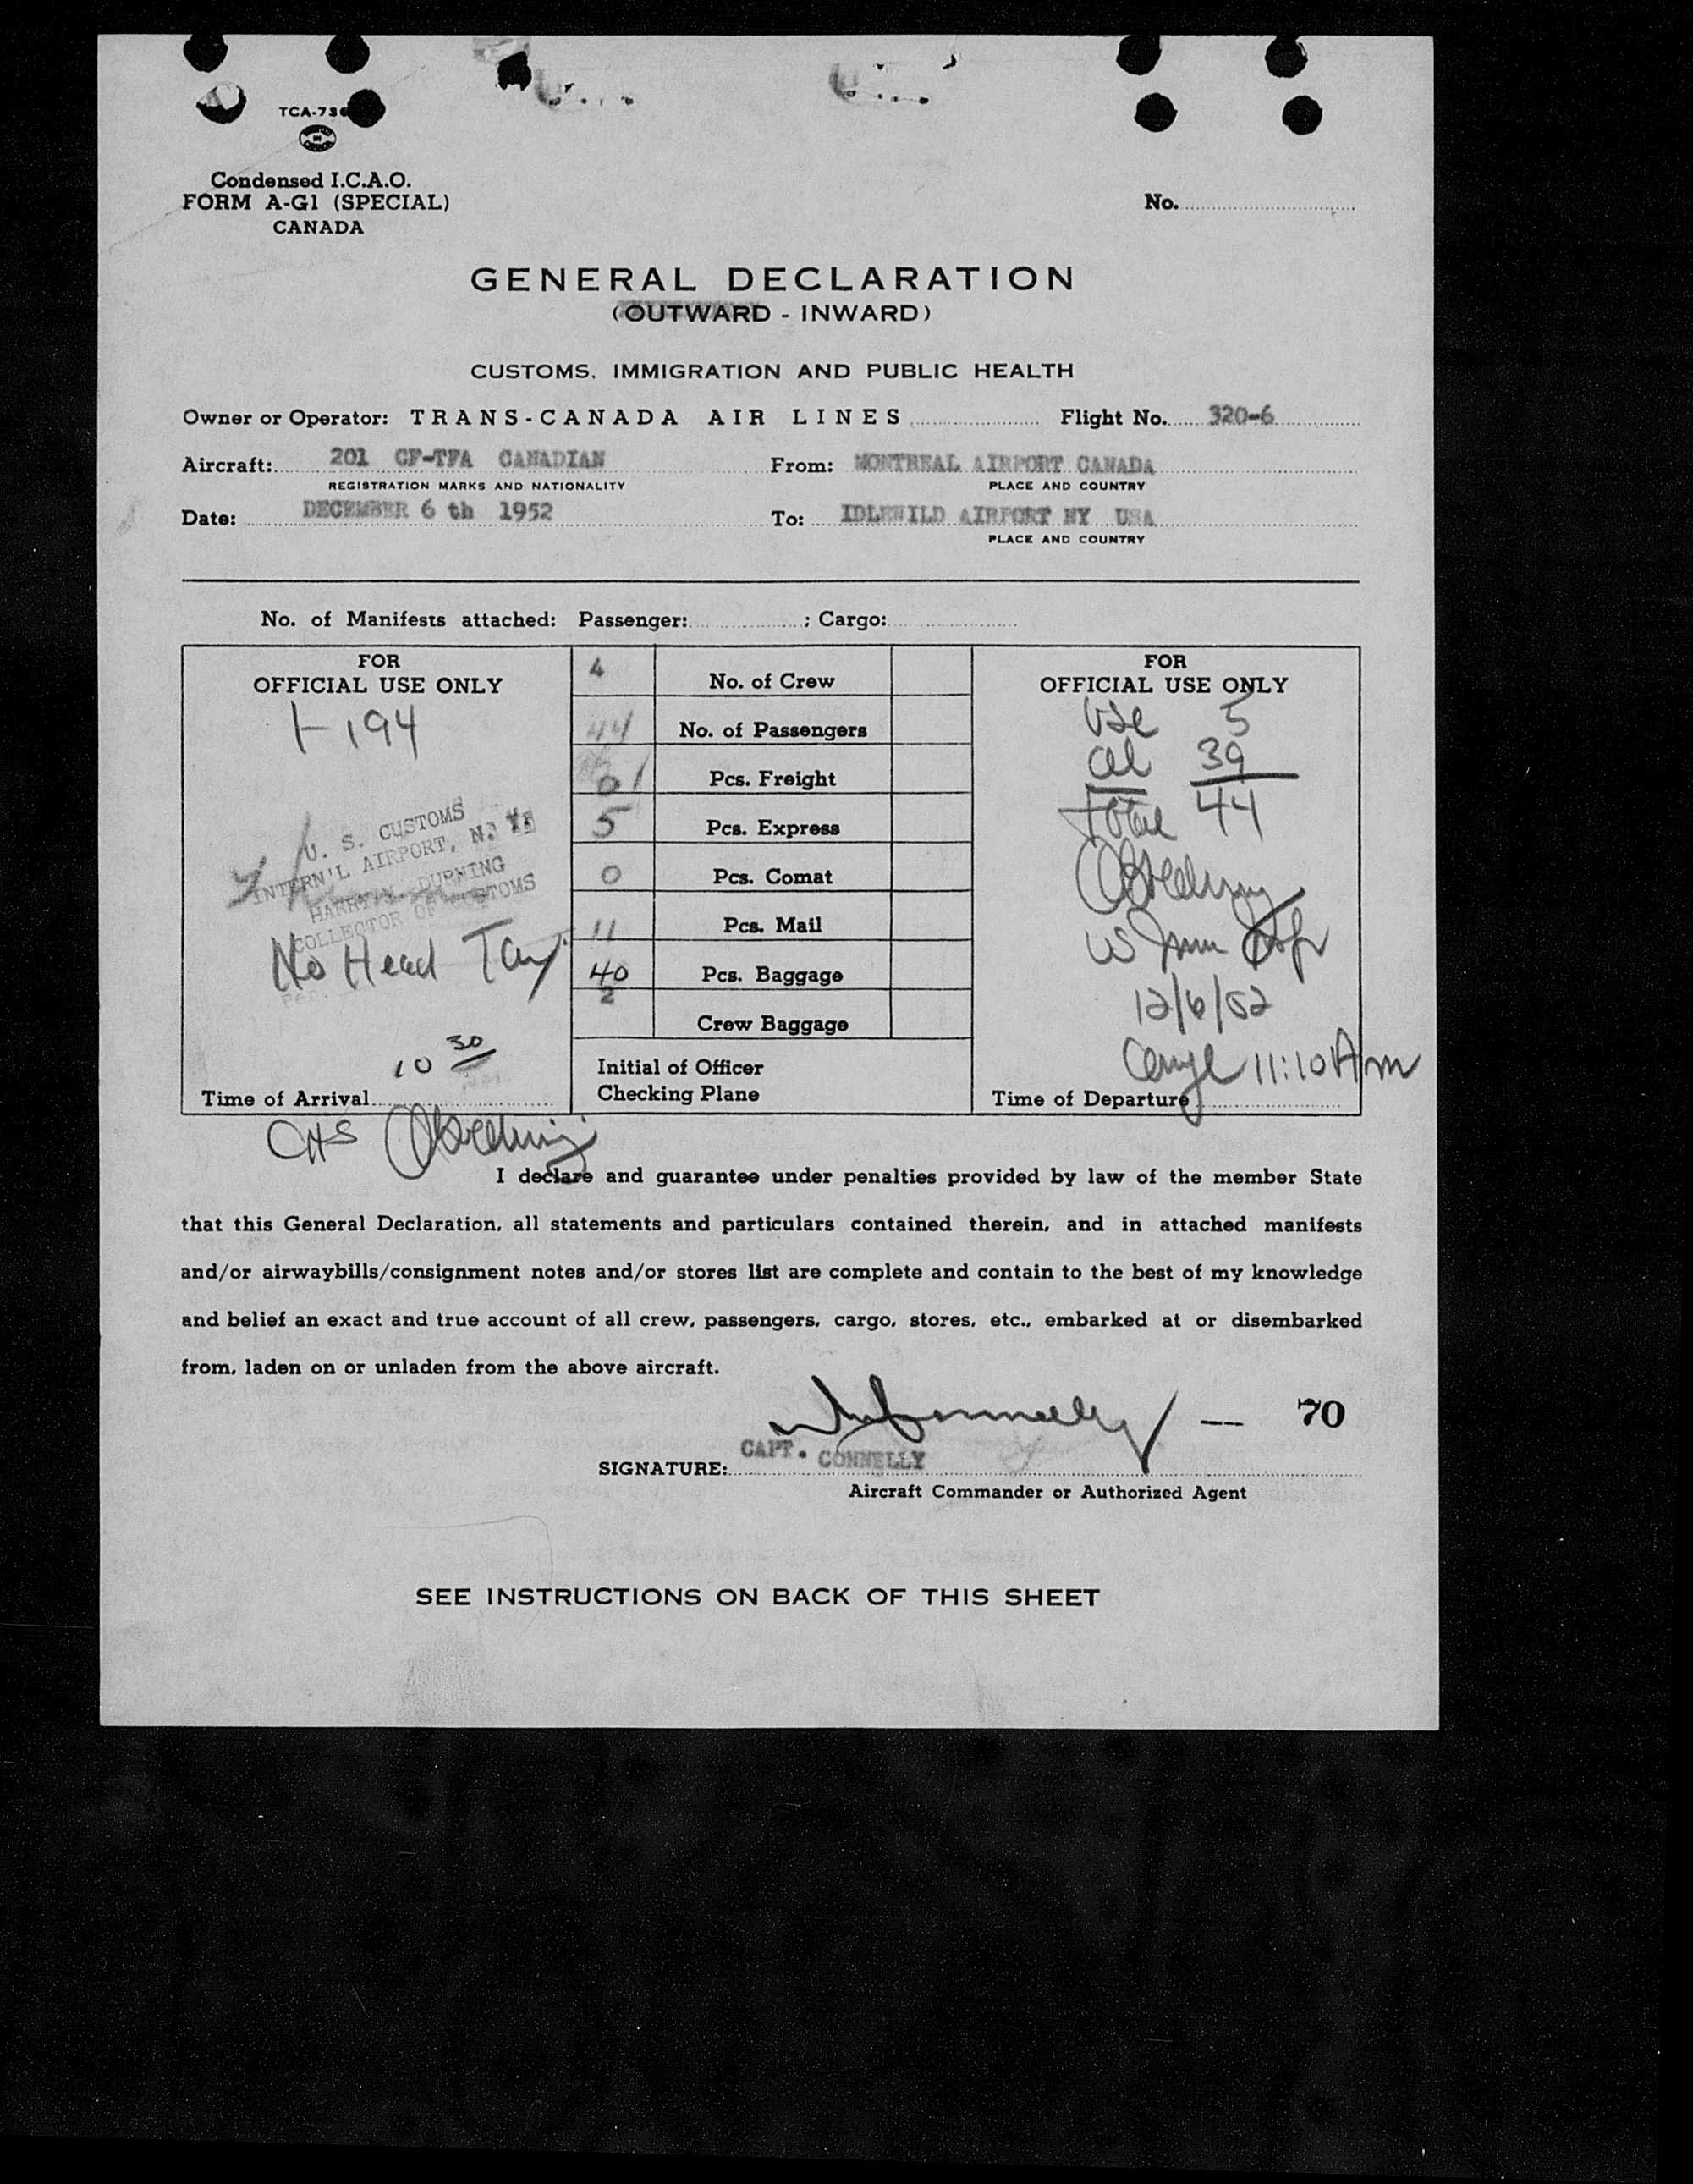 TCA-73
Condensed I.C.A.O.
FORM A-G1 (SPECIAL)
CANADA
No.
GENERAL DECLARATION
(OUTWARD - INWARD)
CUSTOMS, IMMIGRATION AND PUBLIC HEALTH
Owner or Operator: TRANS-CANADA AIR LINES Flight No. 320-6
Aircraft: 201 CF-TFA CANADIAN From: MONTREAL AIRPORT CANADA
REGISTRATION MARKS AND NATIONALITY PLACE AND COUNTRY
Date: DECEMBER 6 th 1952 To: IDLEWILD AIRPORT NY USA
PLACE AND COUNTRY
No. of Manifests attached: Passenger: ; Cargo:
FOR
OFFICIAL USE ONLY
1-194
U. S. CUSTOMS
INTERN'L AIRPORT, N. Y.
HARRY M. DURNING
COLLECTOR OF CUSTOMS
No Head Tax
10 30
Time of Arrival
4 No. of Crew
44 No. of Passengers
01 Pcs. Freight
5 Pcs. Express
0 Pcs. Comat
11 Pcs. Mail
40 Pcs. Baggage
2 Crew Baggage
Initial of Officer
Checking Plane
FOR
OFFICIAL USE ONLY
USC 5
al 39
Total 44
US Imm Insp
12/6/52
11:10 Am
Time of Departure
CHS
I declare and guarantee under penalties provided by law of the member State
that this General Declaration, all statements and particulars contained therein, and in attached manifests
and/or airwaybills/consignment notes and/or stores list are complete and contain to the best of my knowledge
and belief an exact and true account of all crew, passengers, cargo, stores, etc., embarked at or disembarked
from, laden on or unladen from the above aircraft.
Connelly — 70
SIGNATURE: CAPT. CONNELLY
Aircraft Commander or Authorized Agent
SEE INSTRUCTIONS ON BACK OF THIS SHEET